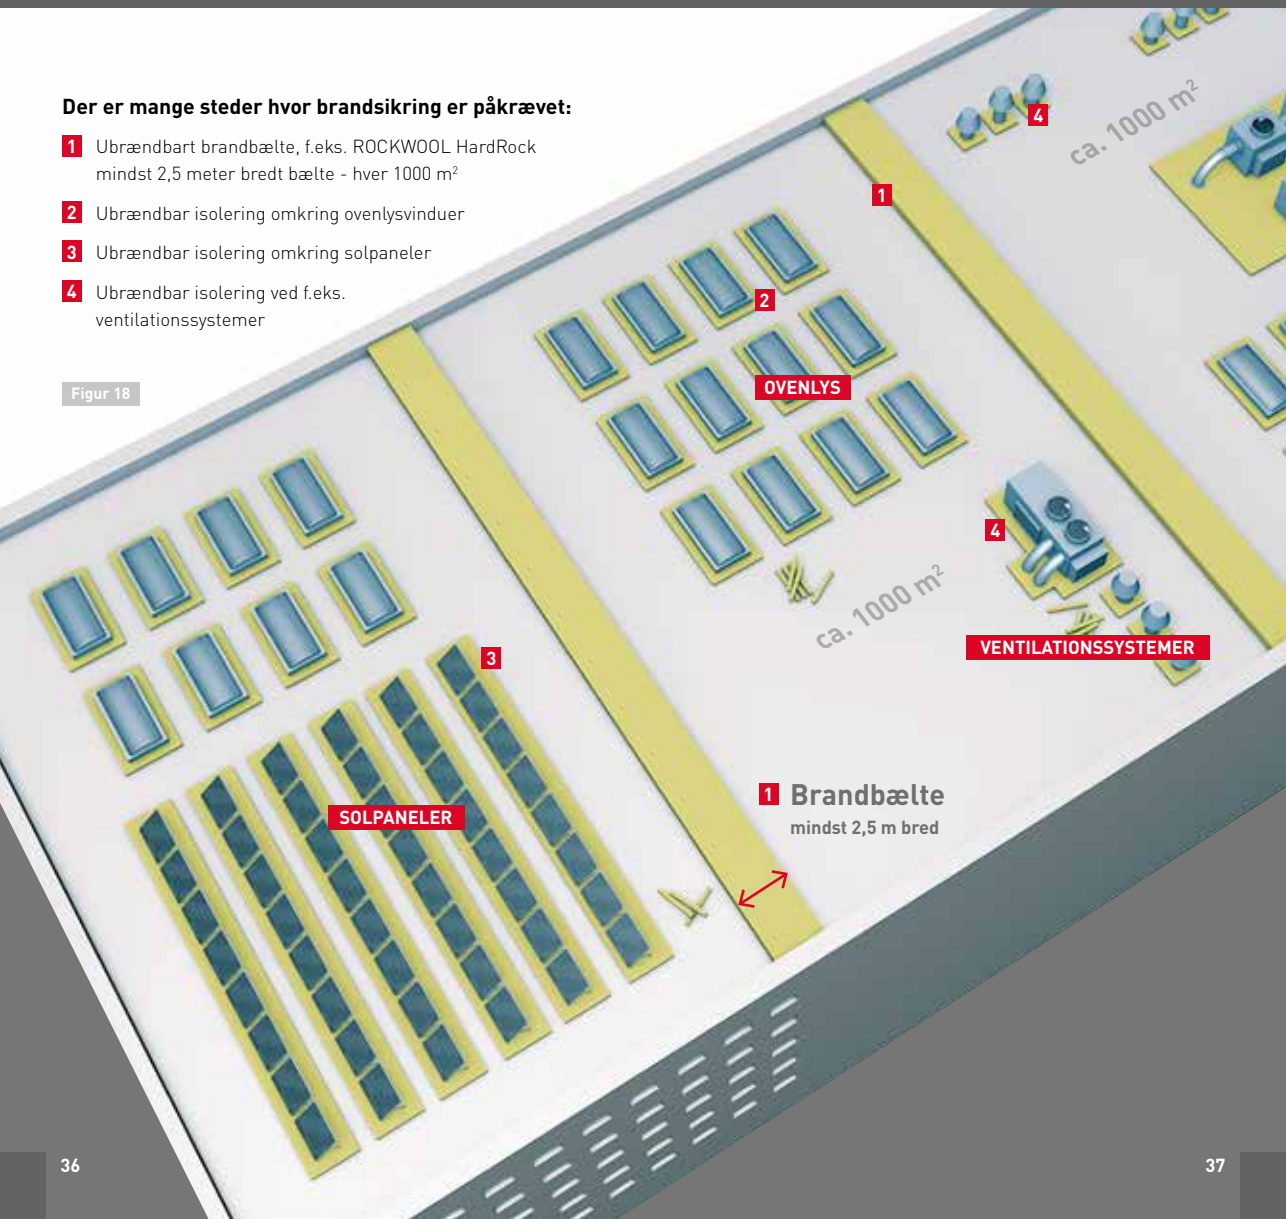 Der er mange steder hvor brandsikring er påkrævet:
1 Ubrændbart brandbælte, f.eks. ROCKWOOL HardRock
mindst 2,5 meter bredt bælte - hver 1000 m²
2 Ubrændbar isolering omkring ovenlysvinduer
3 Ubrændbar isolering omkring solpaneler
4 Ubrændbar isolering ved f.eks.
ventilationssystemer
Figur 18
4
ca. 1000 m²
1
2
OVENLYS
4
ca. 1000 m²
VENTILATIONSSYSTEMER
3
SOLPANELER
1 Brandbælte
mindst 2,5 m bred
36
37